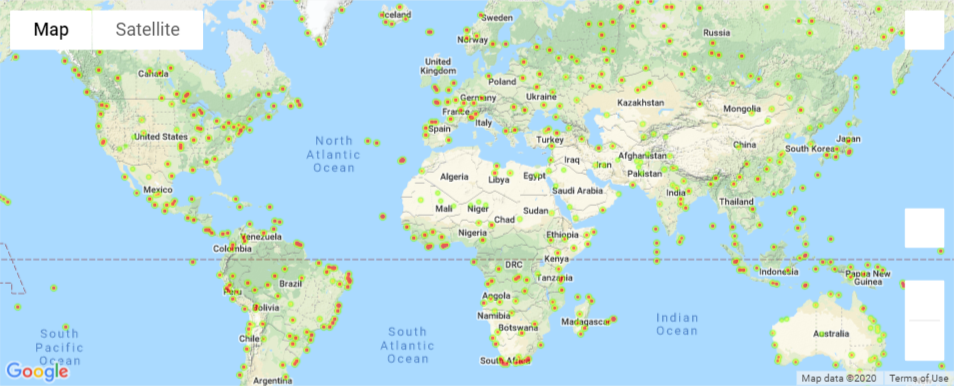 Map
Satellite
Iceland
Sweden
Norway
Russia
Canada
United
Kingdom
Poland
Germany
Ukraine
France
Kazakhstan
Mongolia
Italy
Spain
United States
Turkey
North
Atlantic
Ocean
China
Japan
South Korea
Afghanistan
Iraq
Iran
Pakistan
Algeria
Libya
Egypt
Saudi Arabia
India
Mexico
Mali
Niger
Chad
Sudan
Thailand
Nigeria
Ethiopia
Venezuela
Colombia
Kenya
DRC
Indonesia
Papua New
Guinea
Tanzania
Peru
Brazil
Angola
Bolivia
Namibia
Botswana
Madagascar
Indian
Ocean
South
Pacific
Ocean
South
Atlantic
Ocean
Chile
Australia
South Africa
Argentina
Google
Map data ©2020
Terms of Use